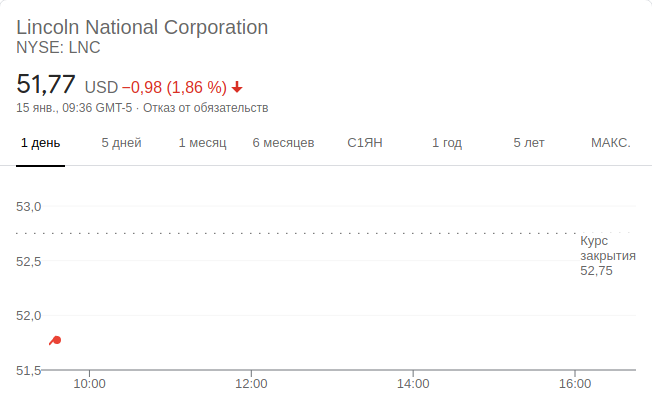 Lincoln National Corporation
NYSE: LNC
51,77 USD −0,98 (1,86 %)
15 янв., 09:36 GMT-5 · Отказ от обязательств
1 день 5 дней 1 месяц 6 месяцев С1ЯН 1 год 5 лет МАКС.
53,0
Курс
закрытия
52,75
52,5
52,0
51,5
10:00 12:00 14:00 16:00